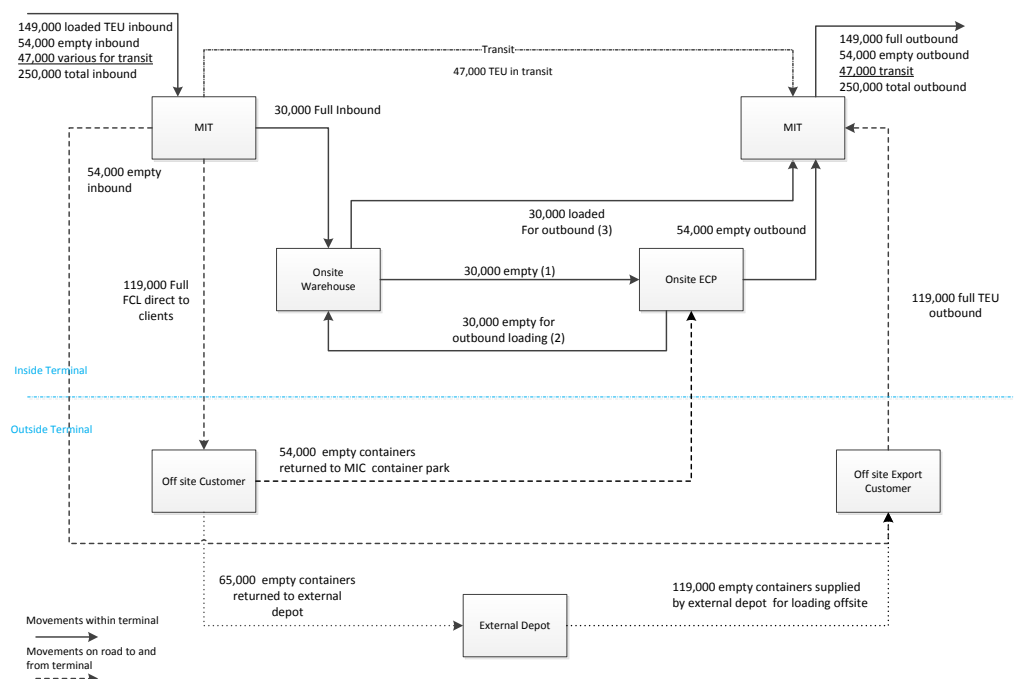 149,000 loaded TEU inbound
54,000 empty inbound
47,000 various for transit
250,000 total inbound
Transit
47,000 TEU in transit
149,000 full outbound
54,000 empty outbound
47,000 transit
250,000 total outbound
MIT
30,000 Full Inbound
MIT
54,000 empty
inbound
30,000 loaded
For outbound (3)
54,000 empty outbound
Onsite
Warehouse
30,000 empty (1)
Onsite ECP
119,000 Full
FCL direct to
clients
30,000 empty for
outbound loading (2)
119,000 full TEU
outbound
Inside Terminal
Outside Terminal
54,000  empty containers
returned to MIC  container park
Off site Customer
Off site Export
Customer
65,000  empty containers
returned to external
depot
119,000 empty containers supplied
by external depot  for loading offsite
External Depot
Movements within terminal
Movements on road to and
from terminal